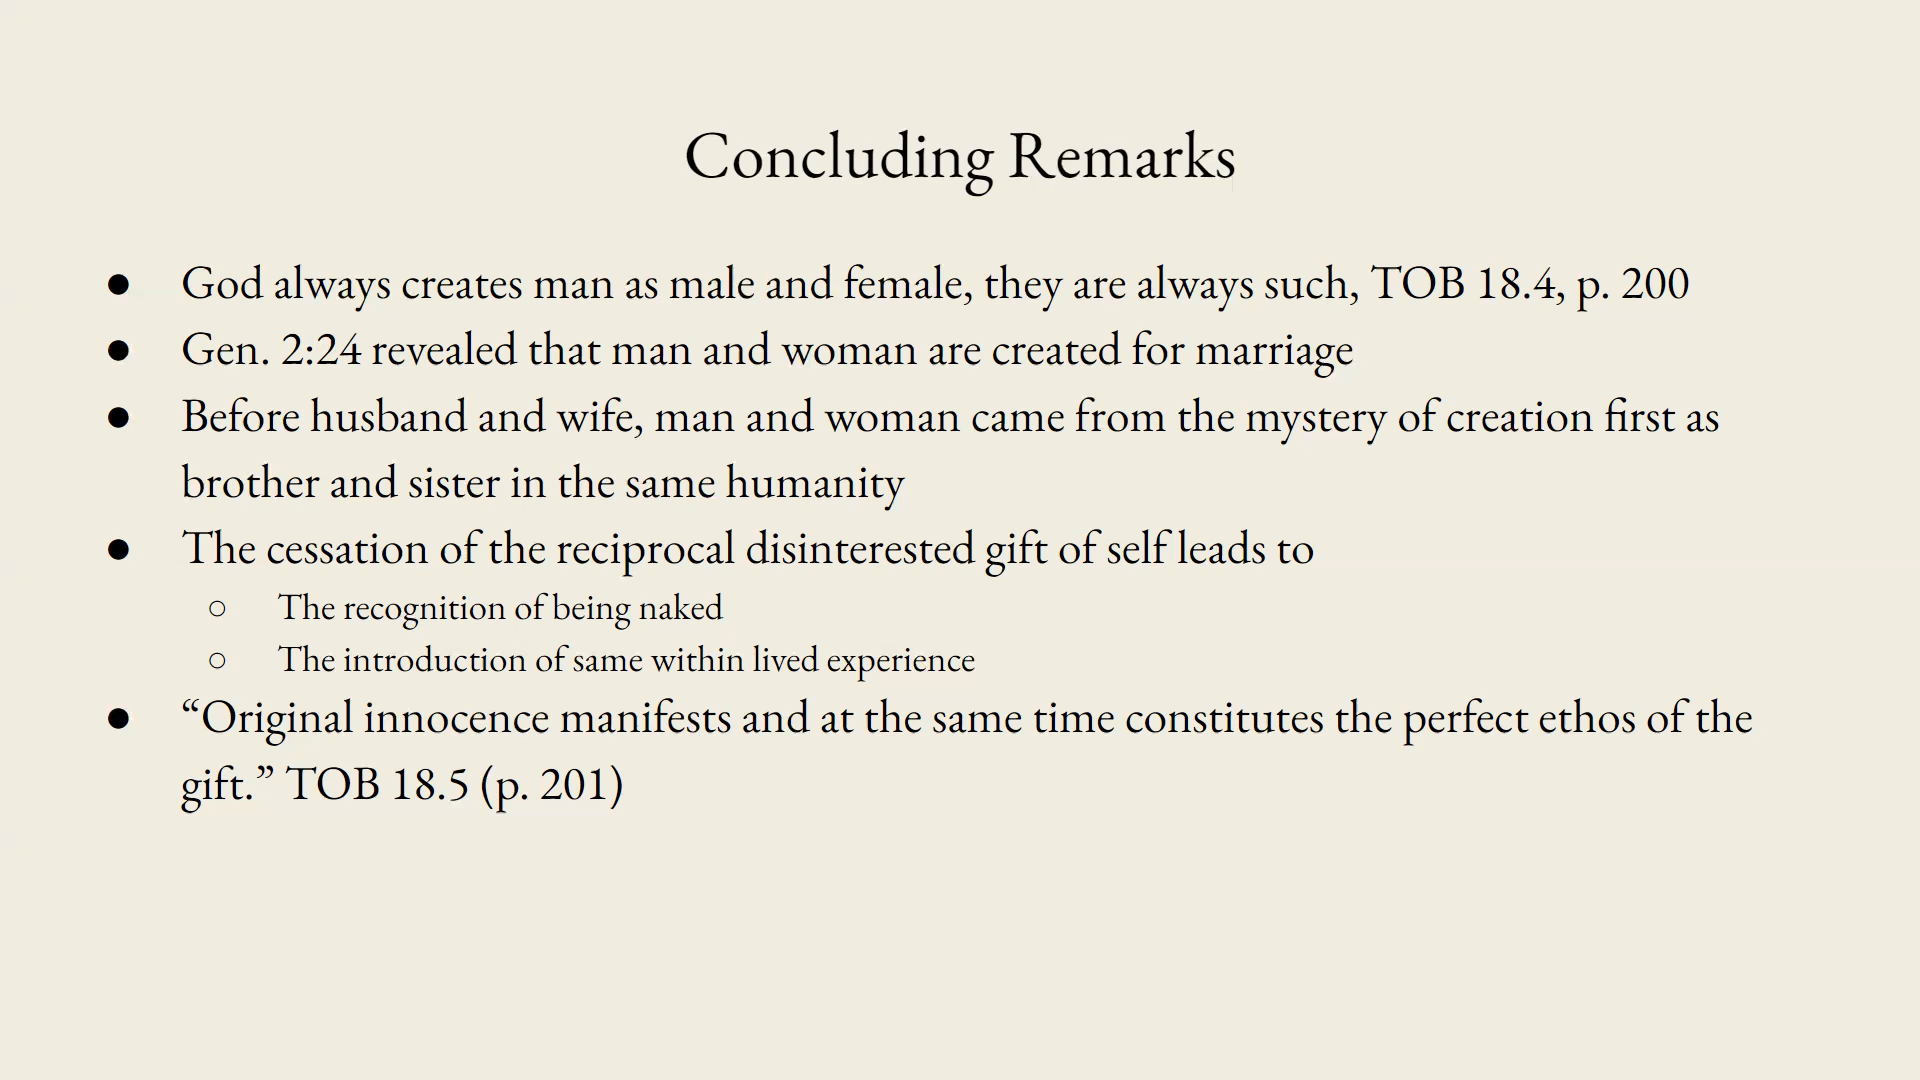 Concluding Remarks
● God always creates man as male and female, they are always such, TOB 18.4, p. 200
● Gen. 2:24 revealed that man and woman are created for marriage
● Before husband and wife, man and woman came from the mystery of creation first as
brother and sister in the same humanity
● The cessation of the reciprocal disinterested gift of self leads to
○ The recognition of being naked
○ The introduction of same within lived experience
● “Original innocence manifests and at the same time constitutes the perfect ethos of the
gift.” TOB 18.5 (p. 201)